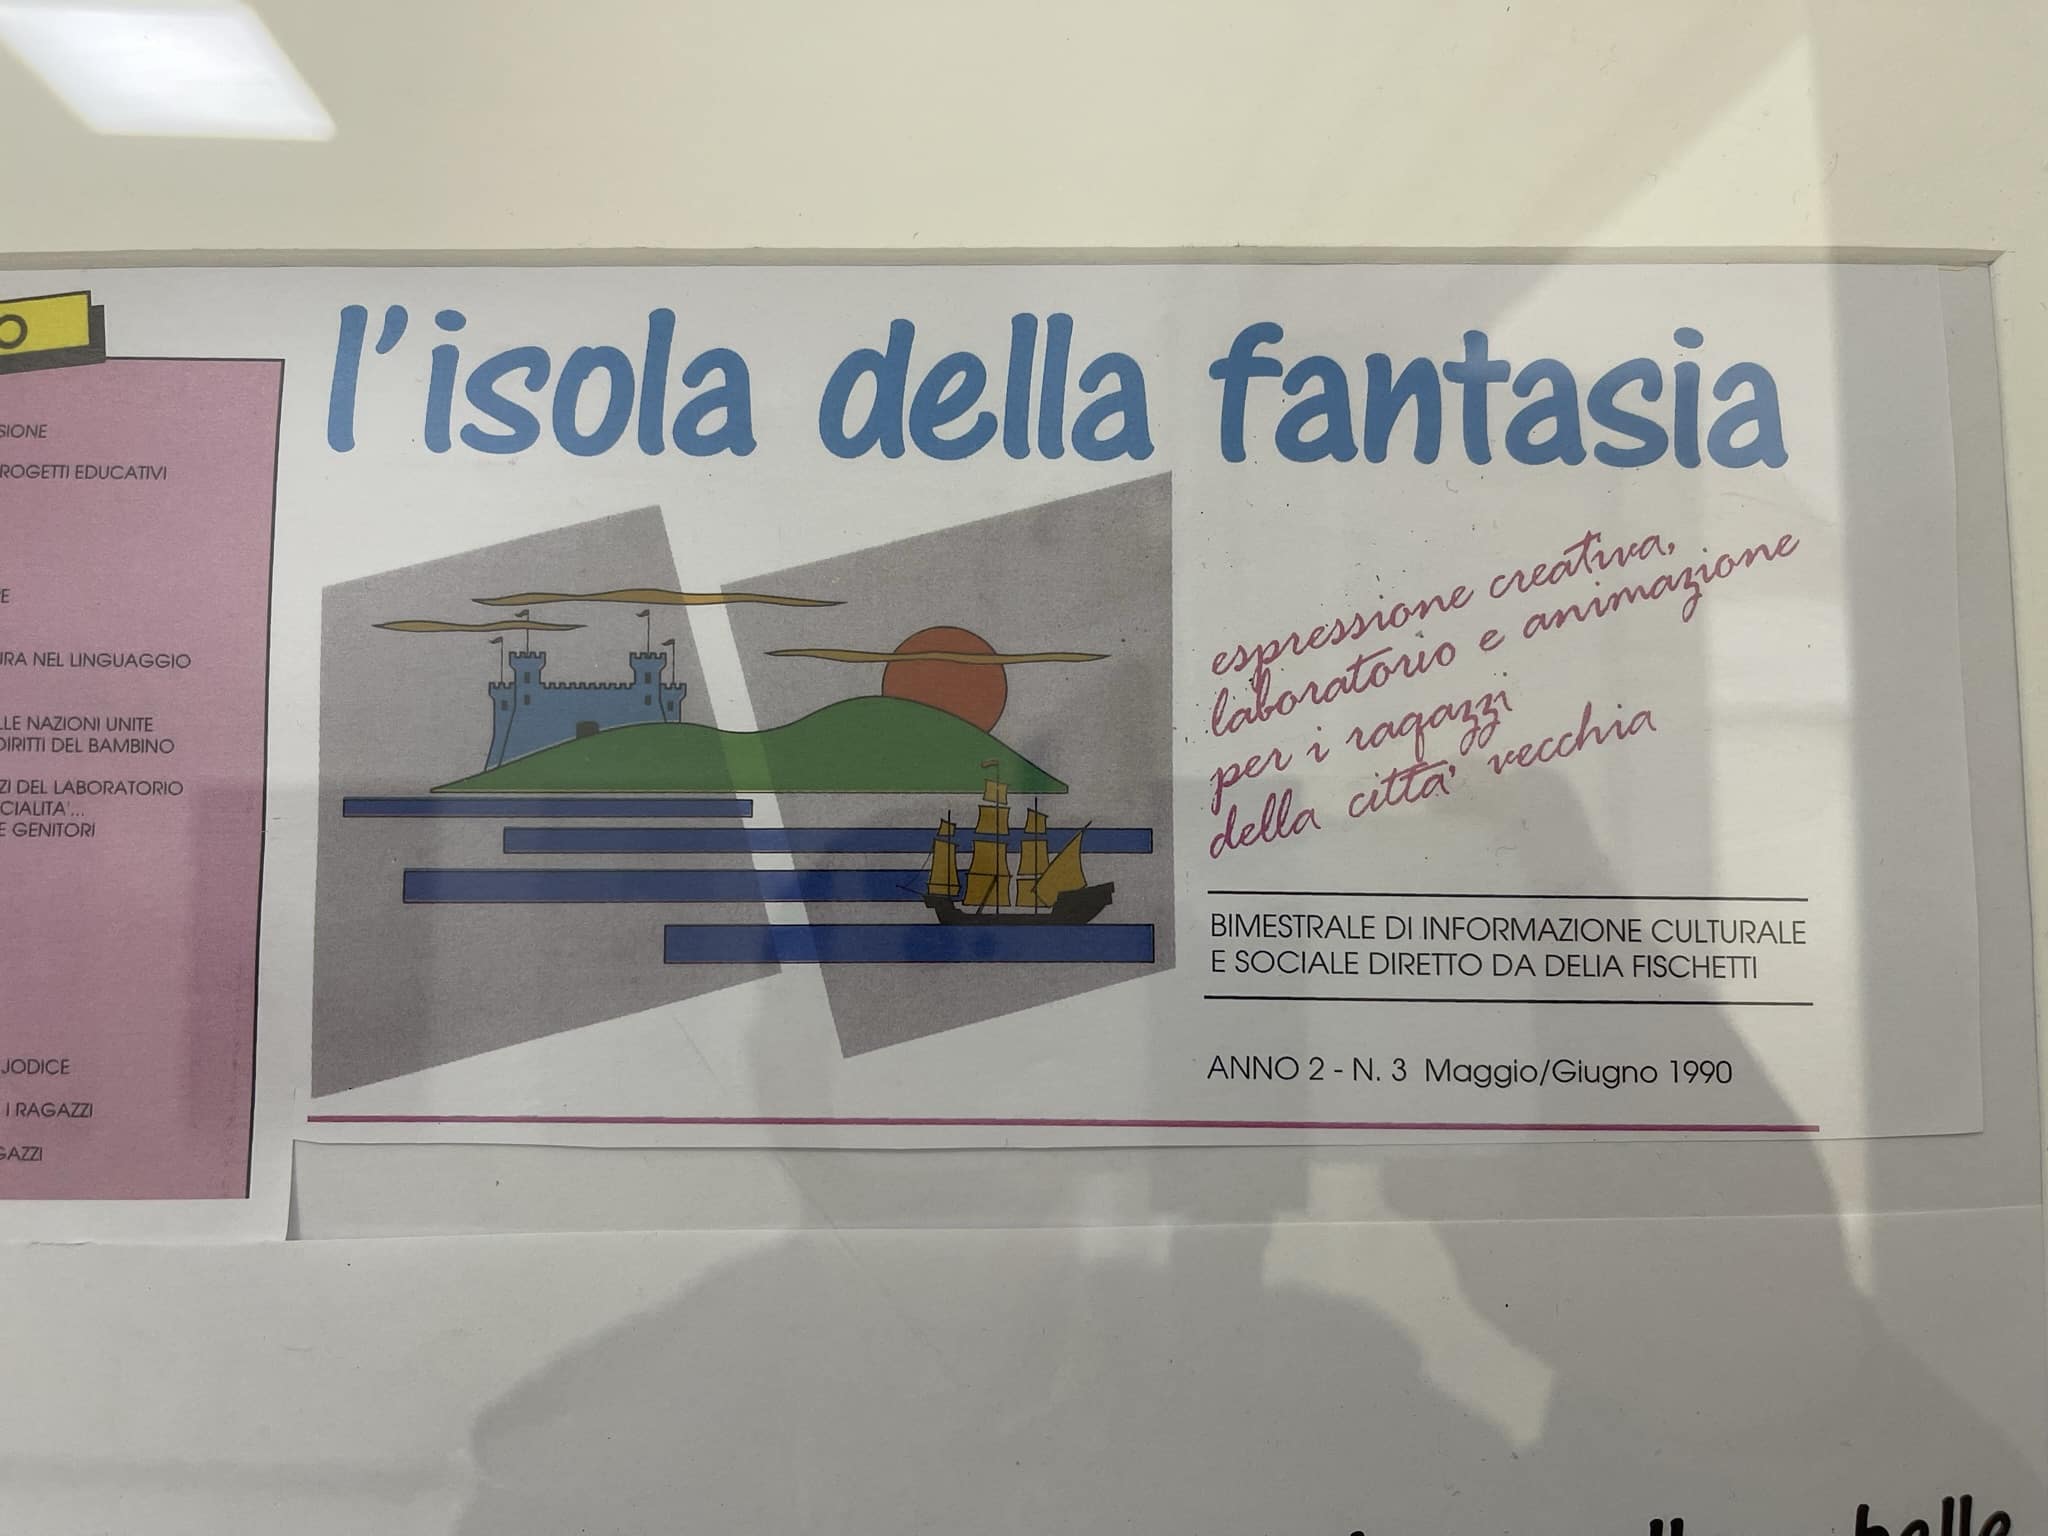 O
SIONE
ROGETTI EDUCATIVI
E
URA NEL LINGUAGGIO
LLE NAZIONI UNITE
DIRITTI DEL BAMBINO
ZI DEL LABORATORIO
CIALITA'...
E GENITORI
JODICE
I RAGAZZI
GAZZI
l'isola della fantasia
espressione creativa,
laboratorio e animazione
per i ragazzi
della citta' vecchia
BIMESTRALE DI INFORMAZIONE CULTURALE
E SOCIALE DIRETTO DA DELIA FISCHETTI
ANNO 2 - N. 3 Maggio/Giugno 1990